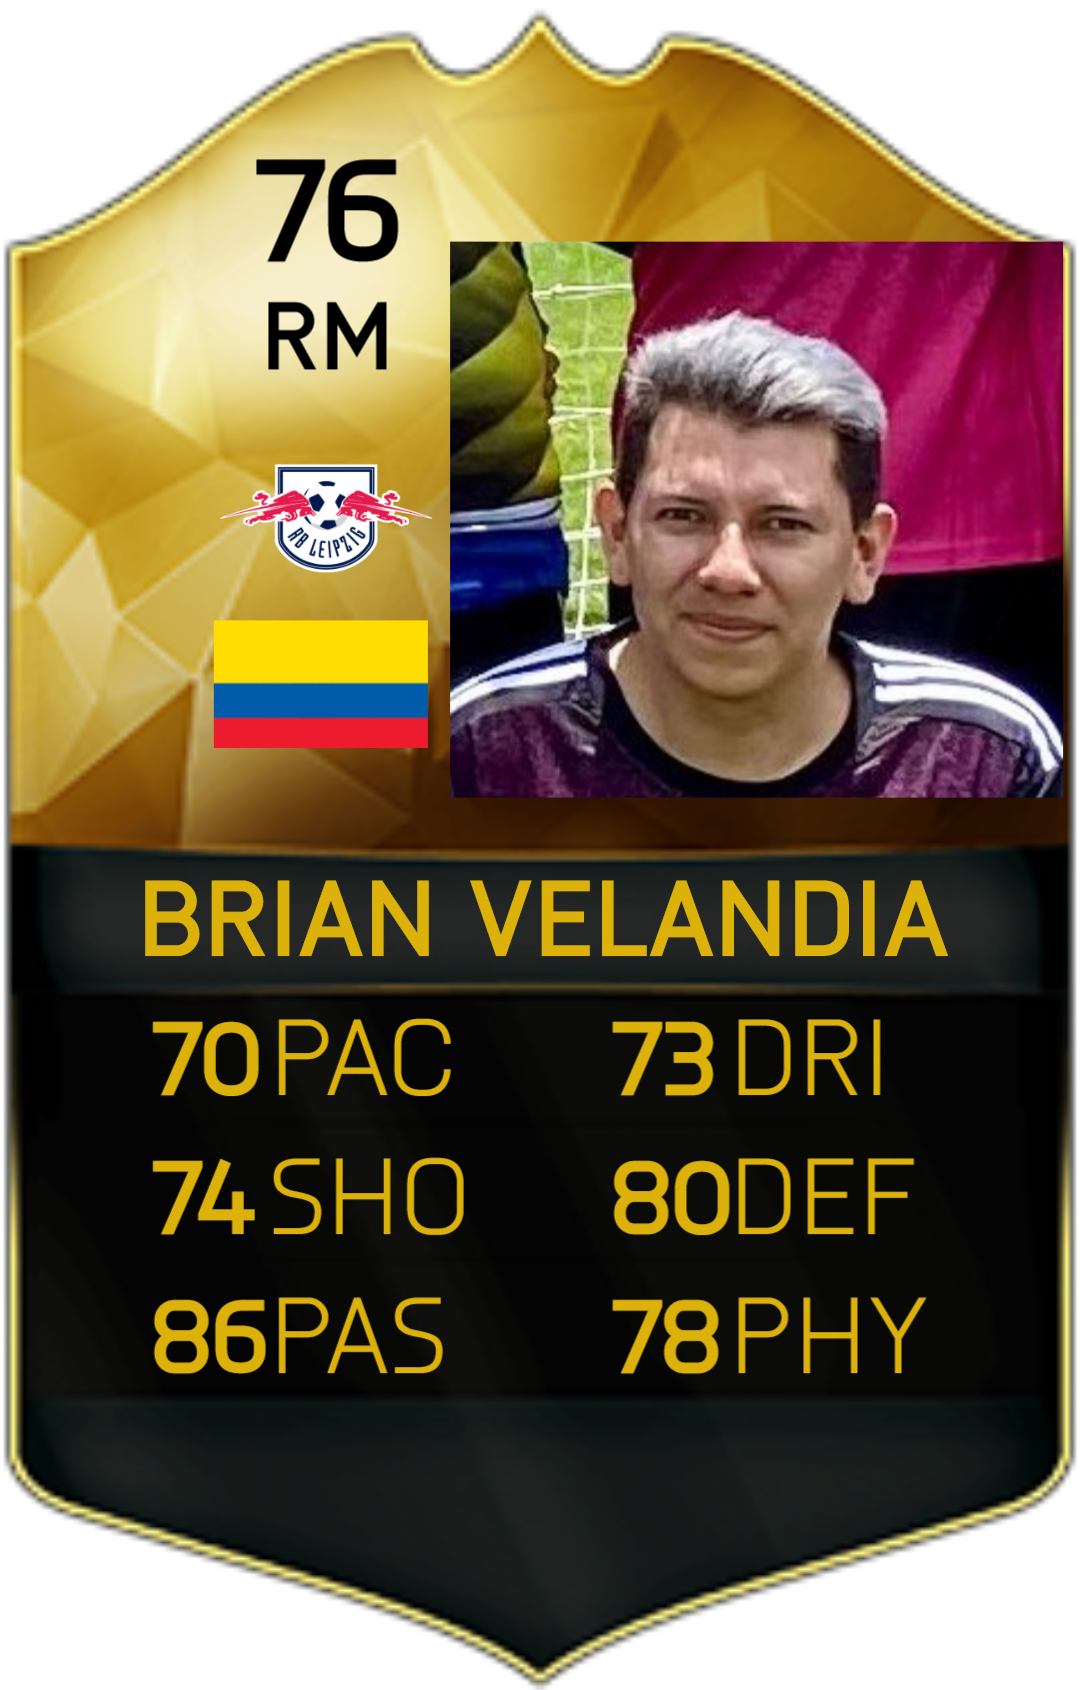 76
RM
RB LEIPZIG
BRIAN VELANDIA
70 PAC 73 DRI
74 SHO 80 DEF
86 PAS 78 PHY